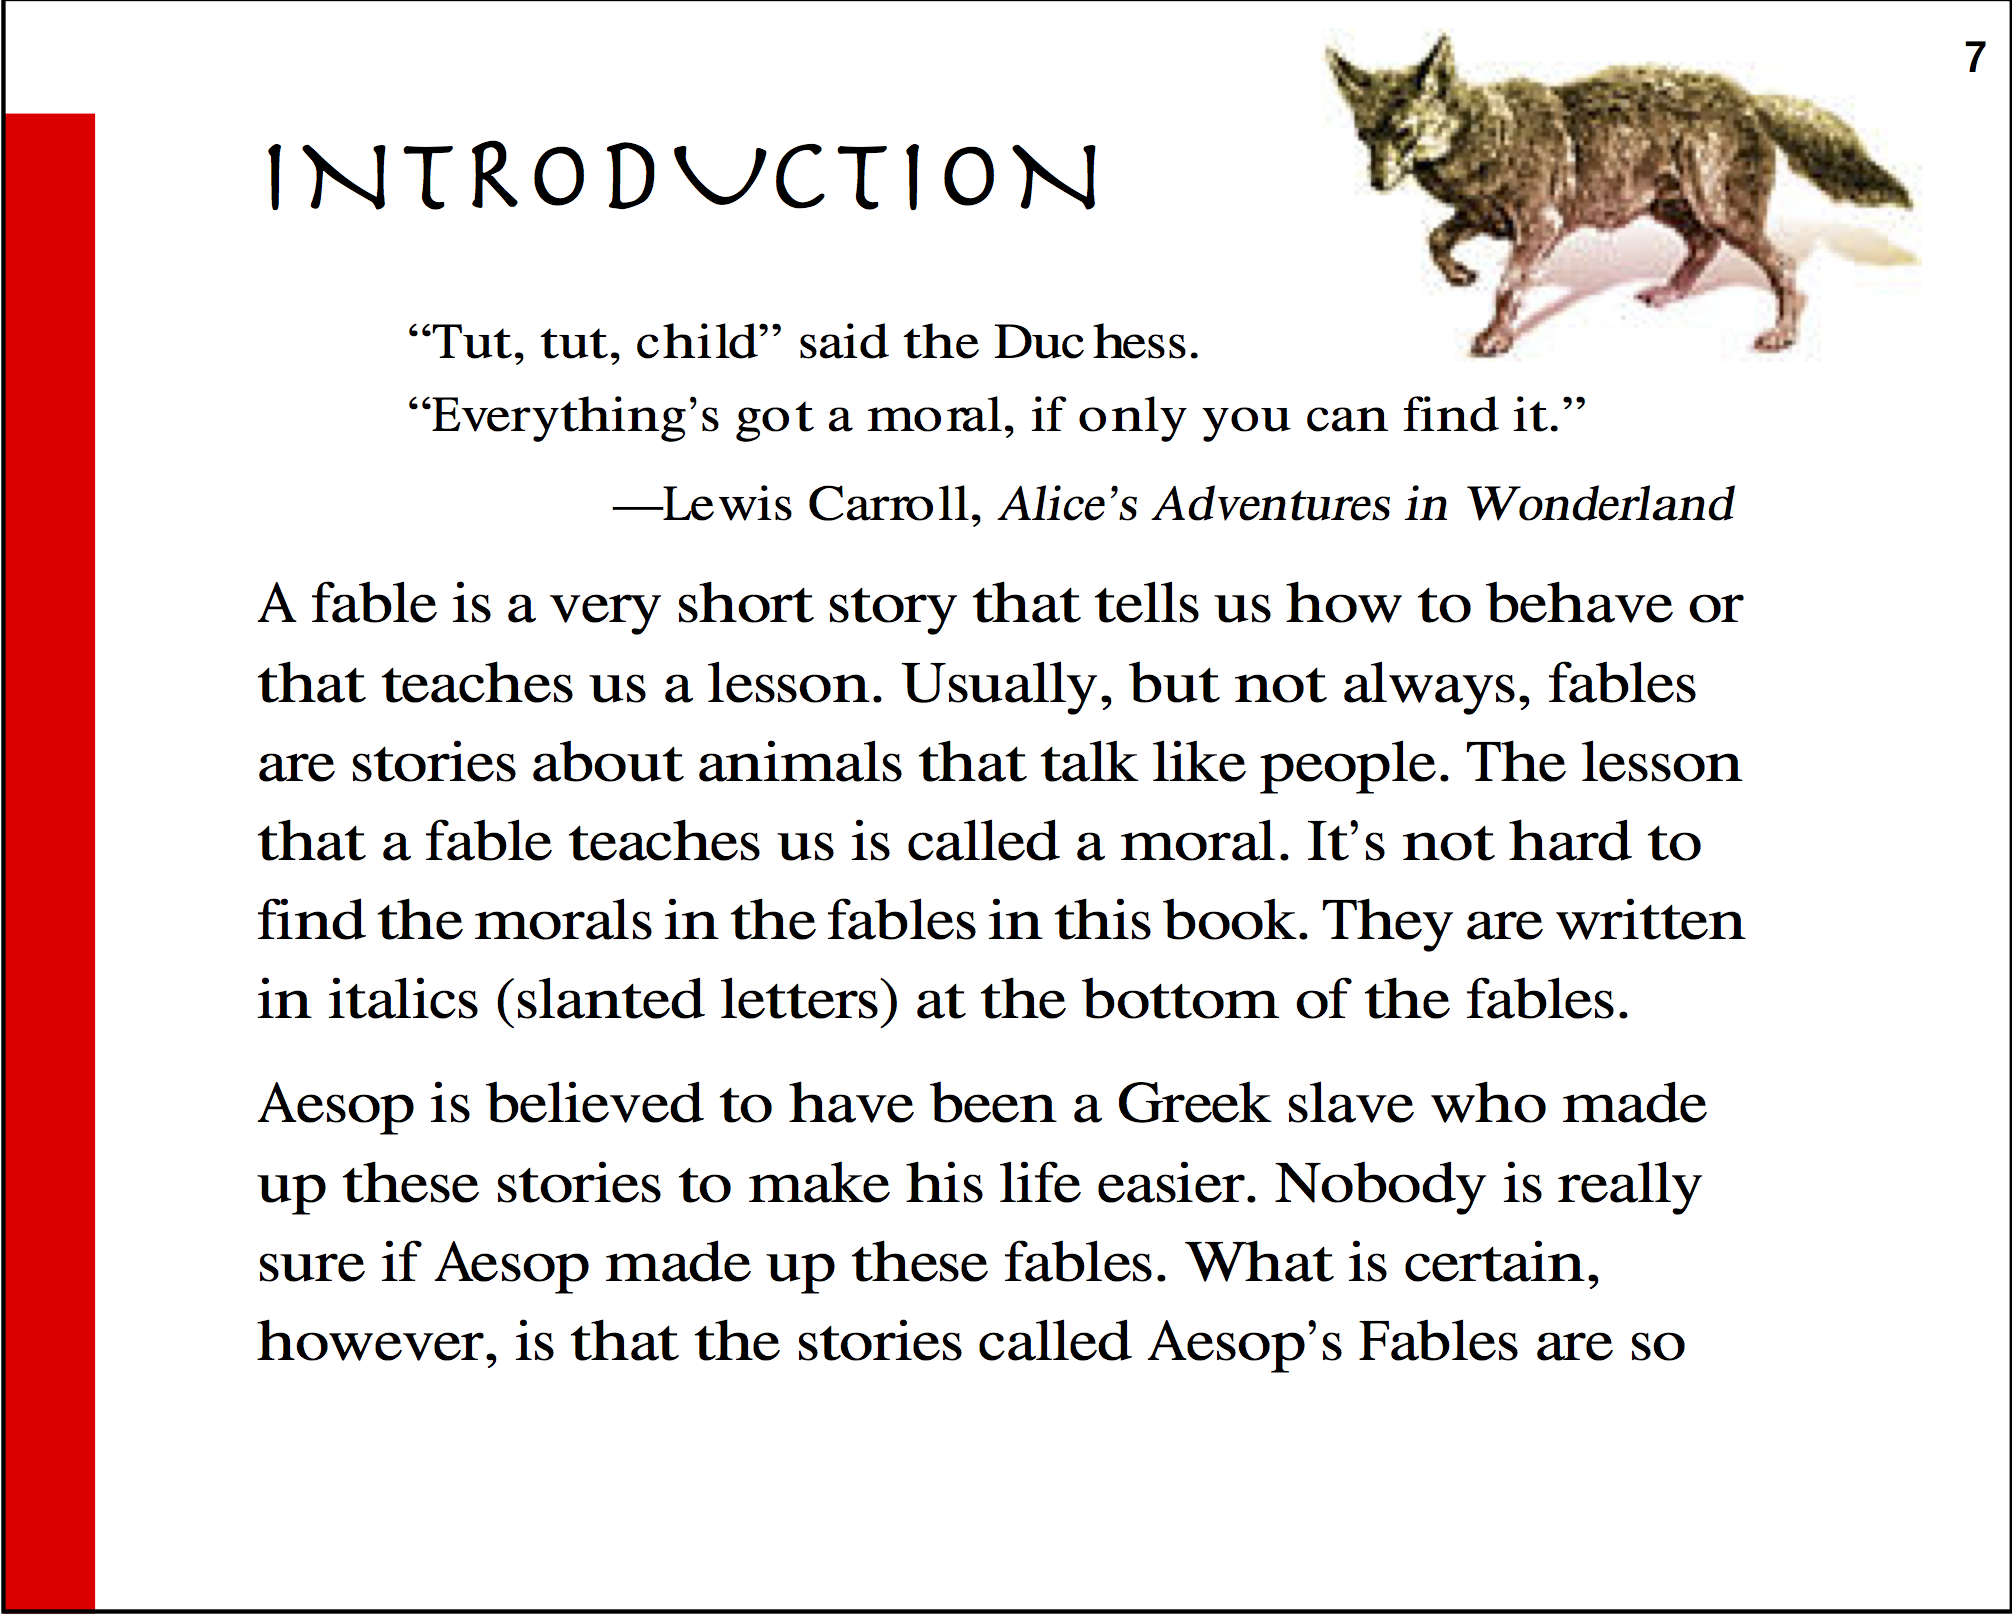 7
INTRODUCTION
“Tut, tut, child” said the Duchess.
“Everything’s got a moral, if only you can find it.”
—Lewis Carroll, Alice’s Adventures in Wonderland
A fable is a very short story that tells us how to behave or
that teaches us a lesson. Usually, but not always, fables
are stories about animals that talk like people. The lesson
that a fable teaches us is called a moral. It’s not hard to
find the morals in the fables in this book. They are written
in italics (slanted letters) at the bottom of the fables.
Aesop is believed to have been a Greek slave who made
up these stories to make his life easier. Nobody is really
sure if Aesop made up these fables. What is certain,
however, is that the stories called Aesop’s Fables are so